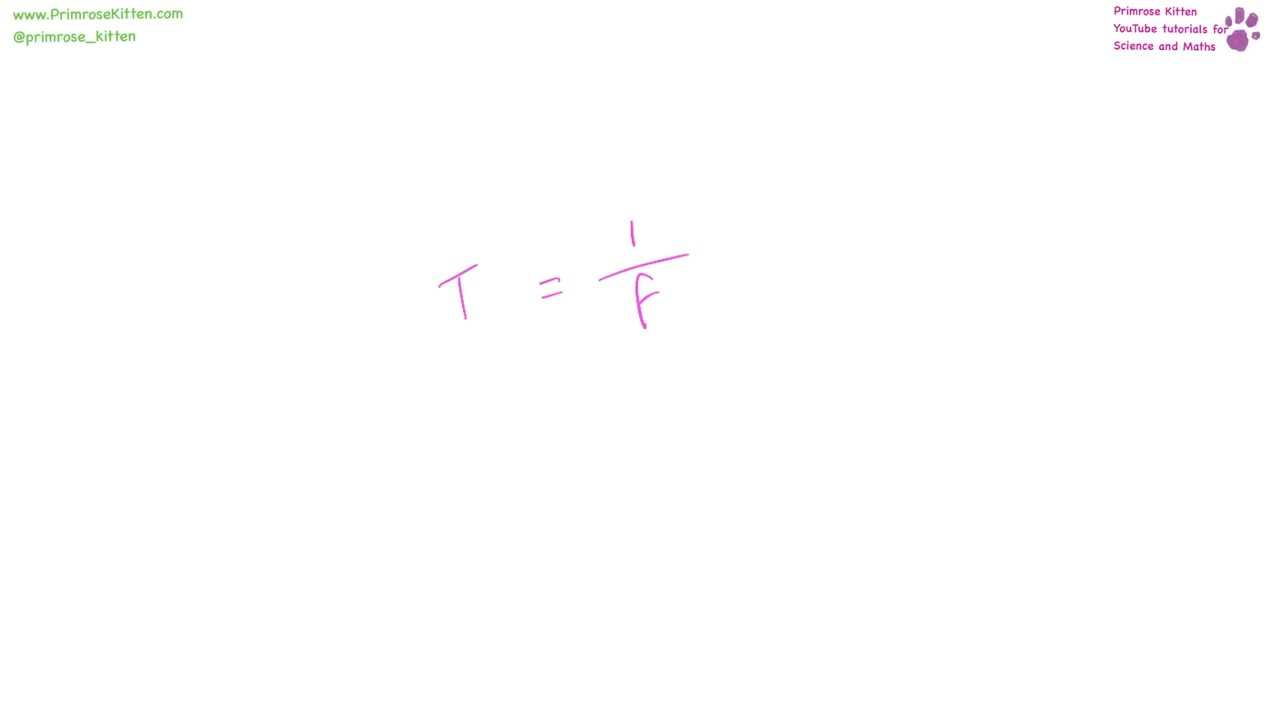 www.PrimroseKitten.com
@primrose_kitten
Primrose Kitten
YouTube tutorials for
Science and Maths
T = 1/F